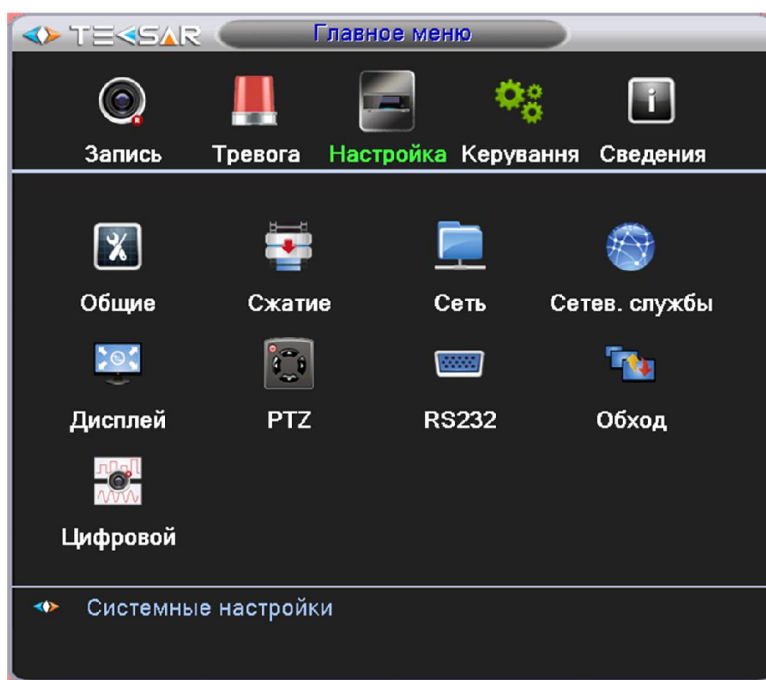 TECSAR Главное меню
Запись Тревога Настройка Керування Сведения
Общие Сжатие Сеть Сетев. службы
Дисплей PTZ RS232 Обход
Цифровой
Системные настройки